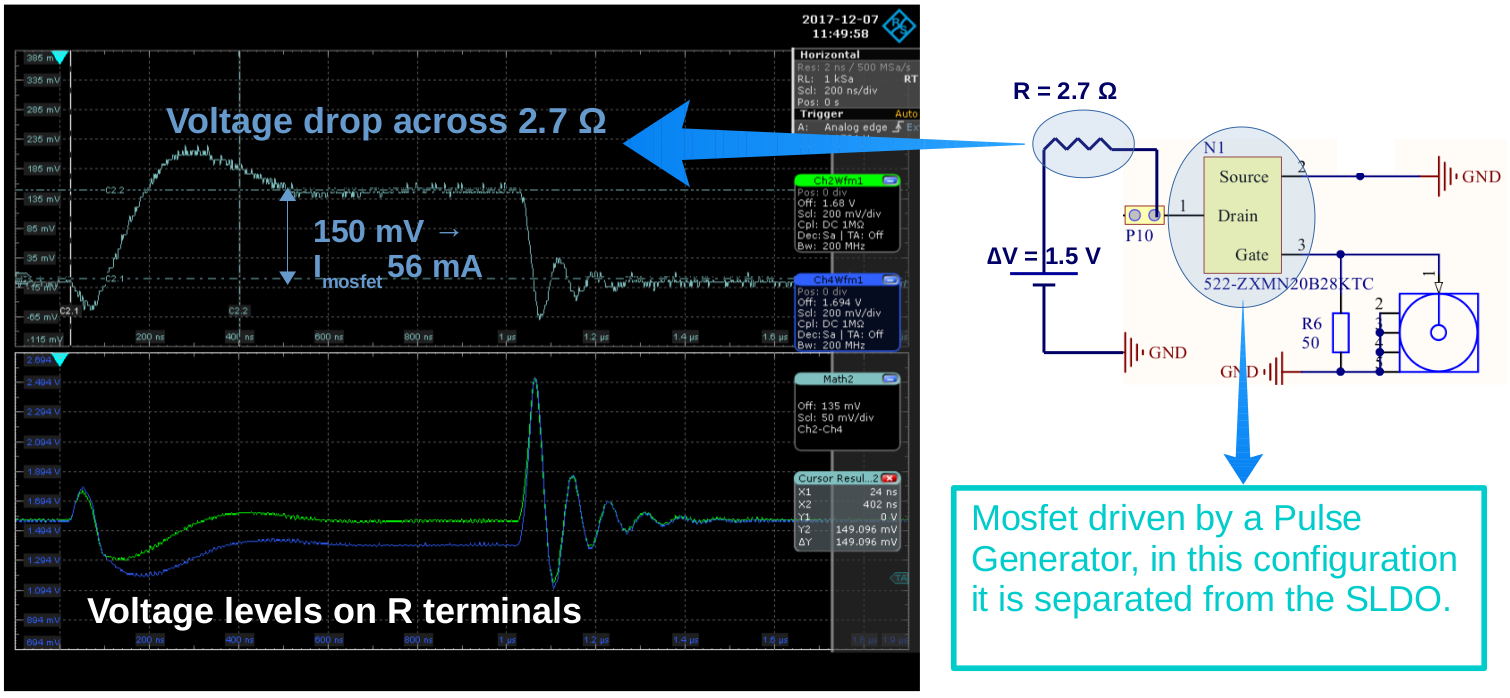 2017-12-07
11:49:58
Horizontal
Res: 2 ns / 500 MSa/s
RL: 1 kSa RT
Scl: 200 ns/div
Pos: 0 s
Trigger Auto
A: Analog edge Ex
385 mV
335 mV
285 mV
235 mV
195 mV
135 mV
85 mV
35 mV
-15 mV
-65 mV
-115 mV
Voltage drop across 2.7 Ω
C2.2
150 mV →
Imosfet 56 mA
C2.1
C2.1
C2.2
200 ns
400 ns
600 ns
800 ns
1 µs
1.2 µs
1.4 µs
1.6 µs
Ch2Wfm1
Pos: 0 div
Off: 1.68 V
Scl: 200 mV/div
Cpl: DC 1MΩ
Dec: Sa | TA: Off
Bw: 200 MHz
Ch4Wfm1
Pos: 0 div
Off: 1.694 V
Scl: 200 mV/div
Cpl: DC 1MΩ
Dec: Sa | TA: Off
Bw: 200 MHz
Math2
Off: 135 mV
Scl: 50 mV/div
Ch2-Ch4
Cursor Resul...2
X1 24 ns
X2 402 ns
Y1 0 V
Y2 149.096 mV
ΔY 149.096 mV
TA
2.694
2.494 V
2.294 V
2.094 V
1.894 V
1.694 V
1.494 V
1.294 V
1.094 V
894 mV
694 mV
Voltage levels on R terminals
200 ns
400 ns
600 ns
800 ns
1 µs
1.2 µs
1.4 µs
1.6 µs
1.8 µs
1.9 µs
R = 2.7 Ω
N1
Source
2
GND
1
Drain
P10
Gate
3
ΔV = 1.5 V
522-ZXMN20B28KTC
1
R6
50
2
GND
GND
Mosfet driven by a Pulse
Generator, in this configuration
it is separated from the SLDO.